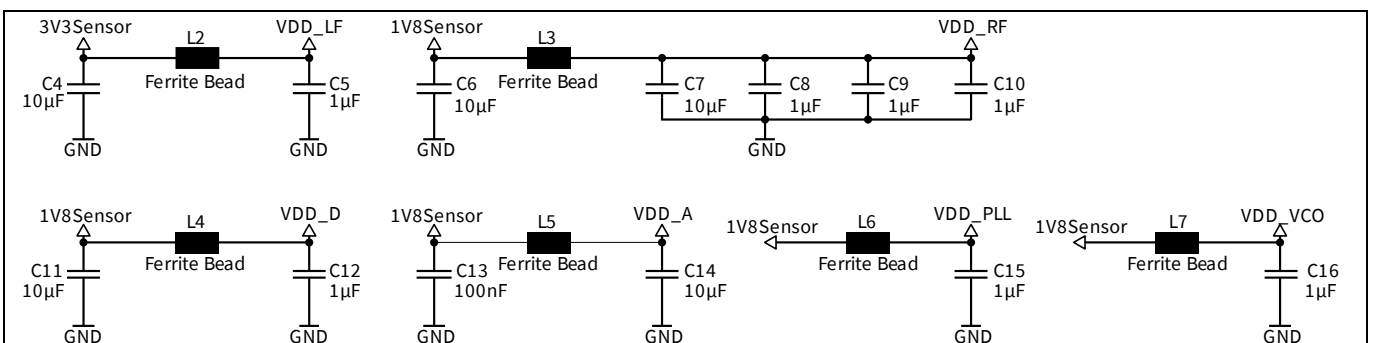 3V3Sensor
L2
VDD_LF
C4
10µF
Ferrite Bead
C5
1µF
GND
GND
1V8Sensor
L3
VDD_RF
C6
10µF
Ferrite Bead
C7
10µF
C8
1µF
C9
1µF
C10
1µF
GND
GND
1V8Sensor
L4
VDD_D
C11
10µF
Ferrite Bead
C12
1µF
GND
GND
1V8Sensor
L5
VDD_A
C13
100nF
Ferrite Bead
C14
10µF
GND
GND
1V8Sensor
L6
VDD_PLL
Ferrite Bead
C15
1µF
GND
1V8Sensor
L7
VDD_VCO
Ferrite Bead
C16
1µF
GND